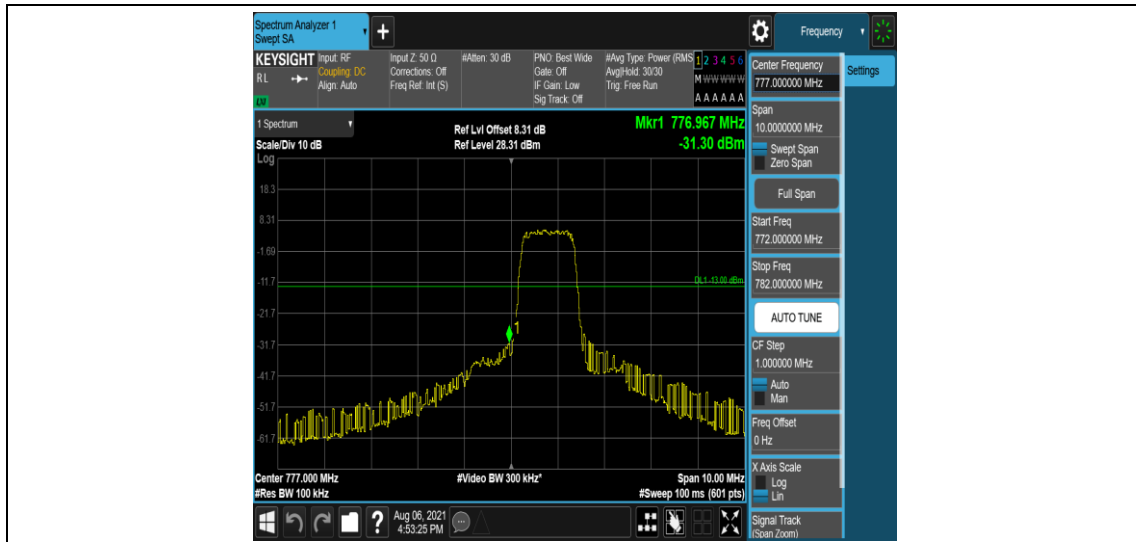 Spectrum Analyzer 1
Swept SA
+
Frequency
KEYSIGHT
RL
LXI
Input: RF
Coupling: DC
Align: Auto
Input Z: 50 Ω
Corrections: Off
Freq Ref: Int (S)
#Atten: 30 dB
PNO: Best Wide
Gate: Off
IF Gain: Low
Sig Track: Off
#Avg Type: Power (RMS
Avg|Hold: 30/30
Trig: Free Run
1 2 3 4 5 6
M W W W W W
A A A A A A
1 Spectrum
Scale/Div 10 dB
Ref Lvl Offset 8.31 dB
Ref Level 28.31 dBm
Mkr1 776.967 MHz
-31.30 dBm
Log
18.3
8.31
-1.69
-11.7
DL1 -13.00 dBm
-21.7
1
-31.7
-41.7
-51.7
-61.7
Center 777.000 MHz
#Res BW 100 kHz
#Video BW 300 kHz*
Span 10.00 MHz
#Sweep 100 ms (601 pts)
?
Aug 06, 2021
4:53:25 PM
Center Frequency
777.000000 MHz
Span
10.0000000 MHz
Swept Span
Zero Span
Full Span
Start Freq
772.000000 MHz
Stop Freq
782.000000 MHz
AUTO TUNE
CF Step
1.000000 MHz
Auto
Man
Freq Offset
0 Hz
X Axis Scale
Log
Lin
Signal Track
(Span Zoom)
Settings